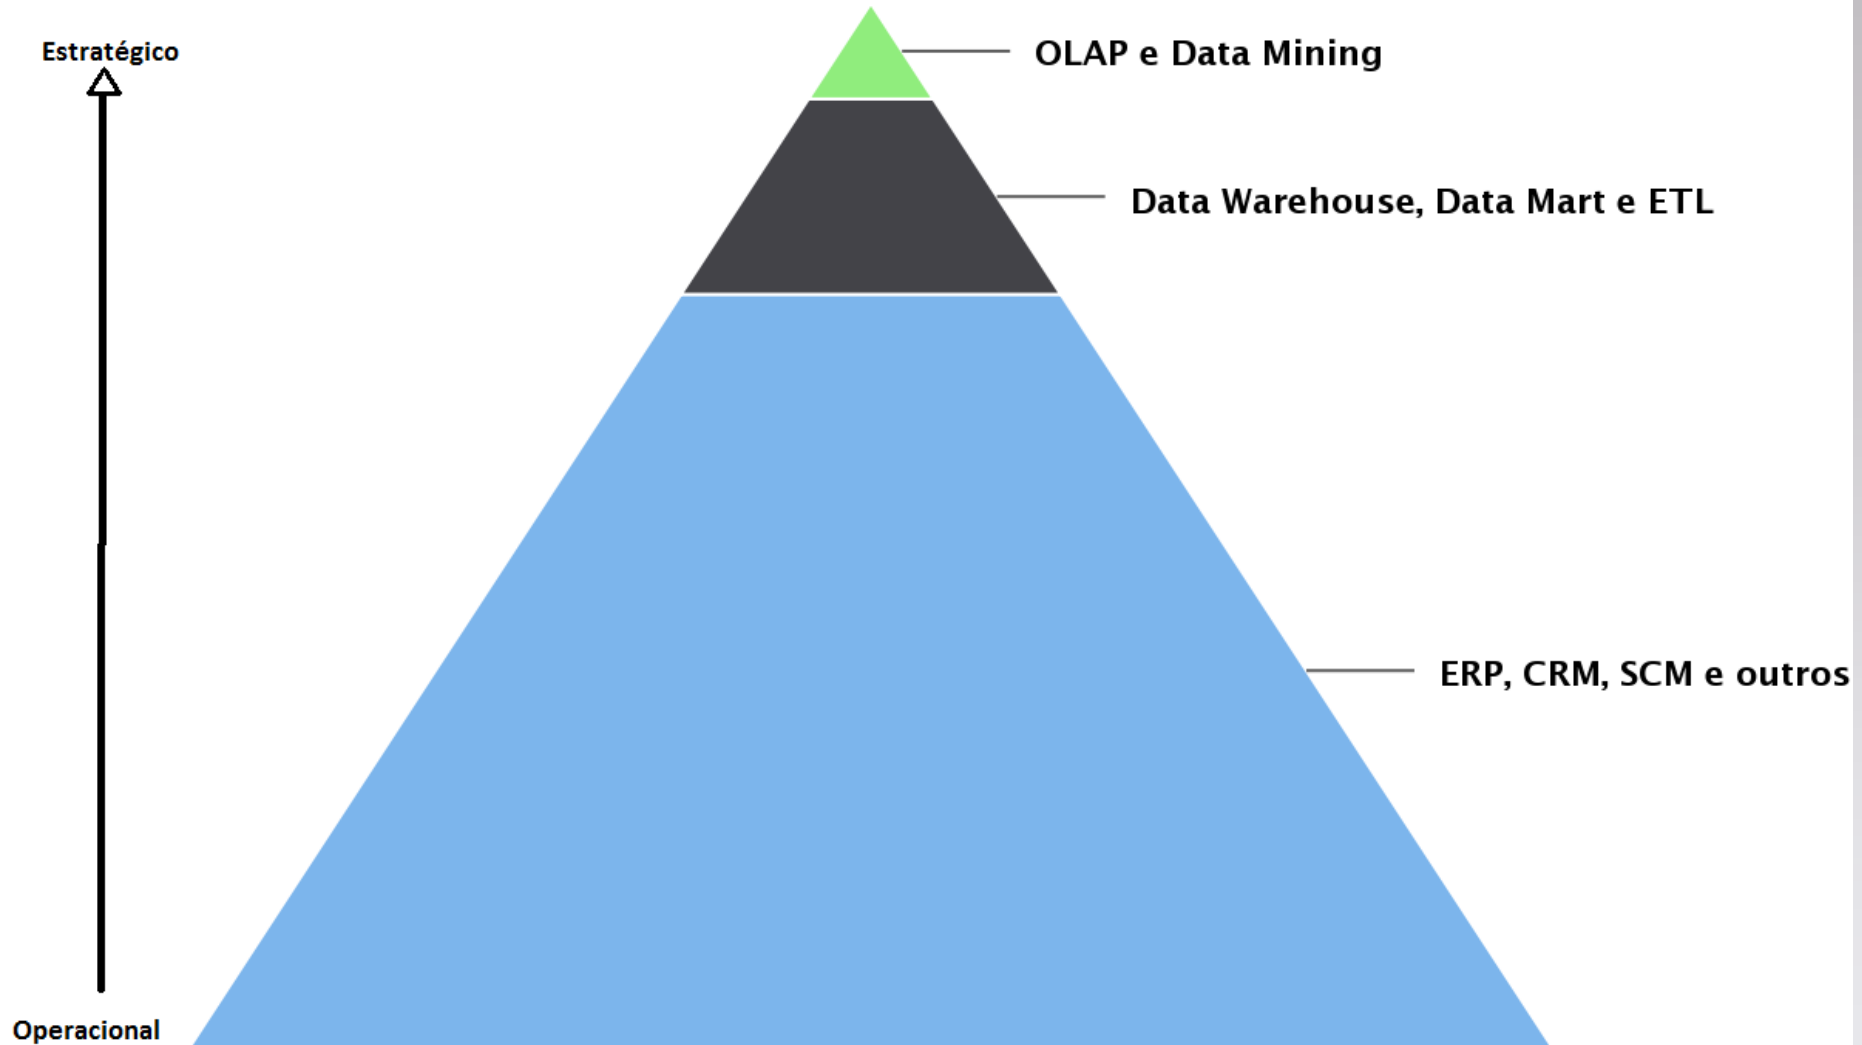 Estratégico
OLAP e Data Mining
Data Warehouse, Data Mart e ETL
ERP, CRM, SCM e outros
Operacional